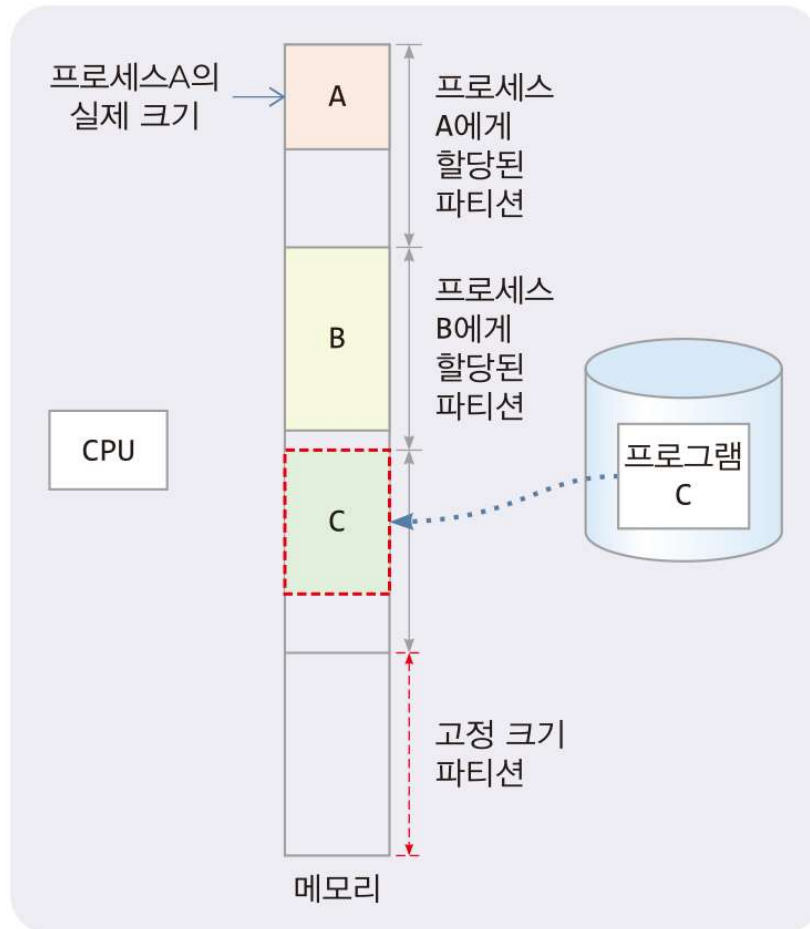 프로세스A의
실제 크기
A
프로세스
A에게
할당된
파티션
B
프로세스
B에게
할당된
파티션
CPU
C
프로그램
C
고정 크기
파티션
메모리